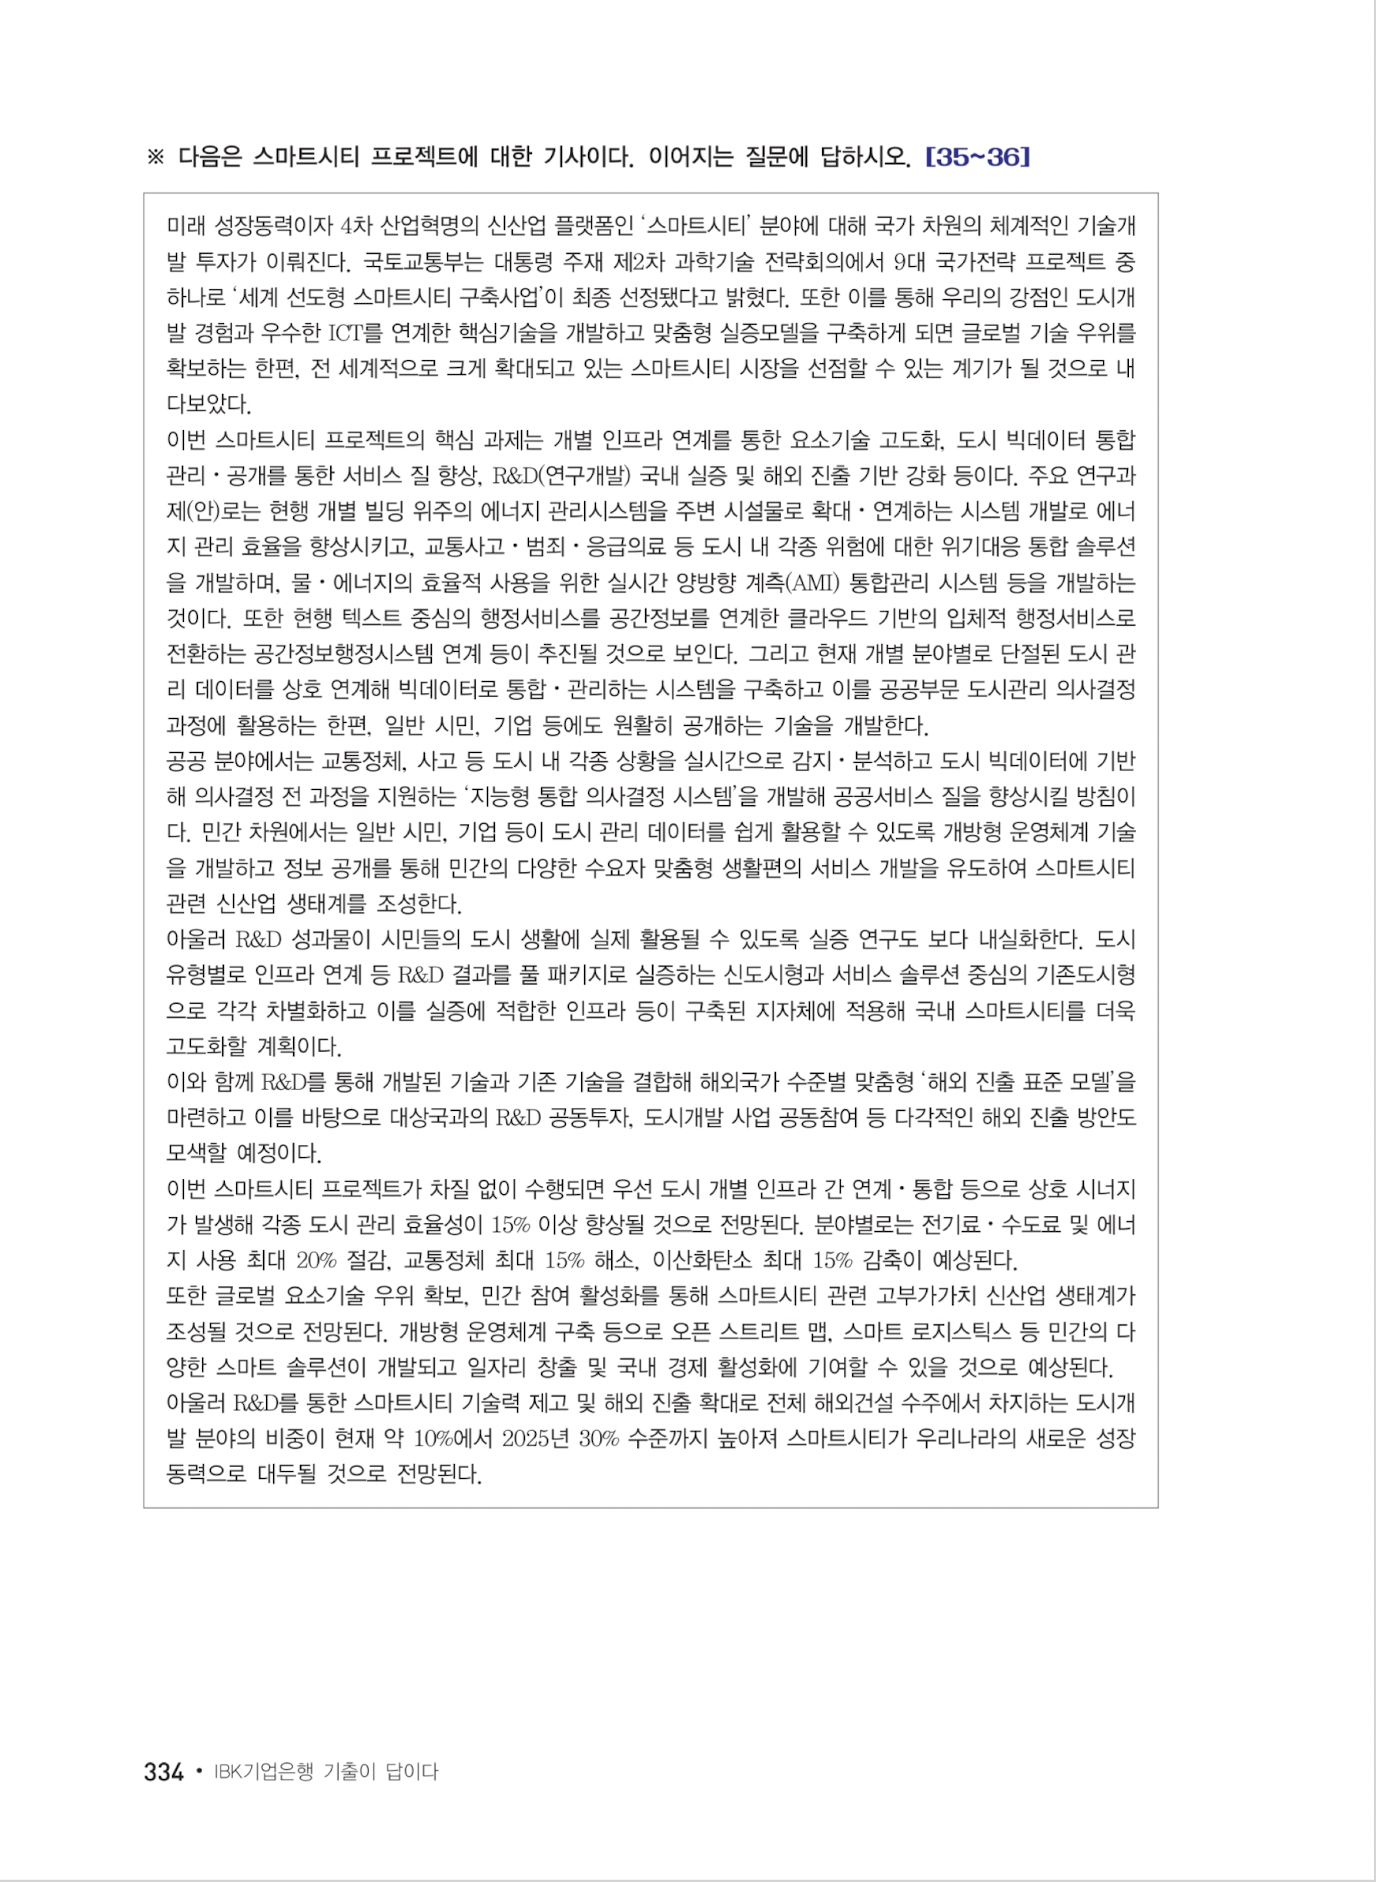 ※ 다음은 스마트시티 프로젝트에 대한 기사이다. 이어지는 질문에 답하시오. [35~36]
미래 성장동력이자 4차 산업혁명의 신산업 플랫폼인 ‘스마트시티’ 분야에 대해 국가 차원의 체계적인 기술개
발 투자가 이뤄진다. 국토교통부는 대통령 주재 제2차 과학기술 전략회의에서 9대 국가전략 프로젝트 중
하나로 ‘세계 선도형 스마트시티 구축사업’이 최종 선정됐다고 밝혔다. 또한 이를 통해 우리의 강점인 도시개
발 경험과 우수한 ICT를 연계한 핵심기술을 개발하고 맞춤형 실증모델을 구축하게 되면 글로벌 기술 우위를
확보하는 한편, 전 세계적으로 크게 확대되고 있는 스마트시티 시장을 선점할 수 있는 계기가 될 것으로 내
다보았다.
이번 스마트시티 프로젝트의 핵심 과제는 개별 인프라 연계를 통한 요소기술 고도화, 도시 빅데이터 통합
관리・공개를 통한 서비스 질 향상, R&D(연구개발) 국내 실증 및 해외 진출 기반 강화 등이다. 주요 연구과
제(안)로는 현행 개별 빌딩 위주의 에너지 관리시스템을 주변 시설물로 확대・연계하는 시스템 개발로 에너
지 관리 효율을 향상시키고, 교통사고・범죄・응급의료 등 도시 내 각종 위험에 대한 위기대응 통합 솔루션
을 개발하며, 물・에너지의 효율적 사용을 위한 실시간 양방향 계측(AMI) 통합관리 시스템 등을 개발하는
것이다. 또한 현행 텍스트 중심의 행정서비스를 공간정보를 연계한 클라우드 기반의 입체적 행정서비스로
전환하는 공간정보행정시스템 연계 등이 추진될 것으로 보인다. 그리고 현재 개별 분야별로 단절된 도시 관
리 데이터를 상호 연계해 빅데이터로 통합・관리하는 시스템을 구축하고 이를 공공부문 도시관리 의사결정
과정에 활용하는 한편, 일반 시민, 기업 등에도 원활히 공개하는 기술을 개발한다.
공공 분야에서는 교통정체, 사고 등 도시 내 각종 상황을 실시간으로 감지・분석하고 도시 빅데이터에 기반
해 의사결정 전 과정을 지원하는 ‘지능형 통합 의사결정 시스템’을 개발해 공공서비스 질을 향상시킬 방침이
다. 민간 차원에서는 일반 시민, 기업 등이 도시 관리 데이터를 쉽게 활용할 수 있도록 개방형 운영체계 기술
을 개발하고 정보 공개를 통해 민간의 다양한 수요자 맞춤형 생활편의 서비스 개발을 유도하여 스마트시티
관련 신산업 생태계를 조성한다.
아울러 R&D 성과물이 시민들의 도시 생활에 실제 활용될 수 있도록 실증 연구도 보다 내실화한다. 도시
유형별로 인프라 연계 등 R&D 결과를 풀 패키지로 실증하는 신도시형과 서비스 솔루션 중심의 기존도시형
으로 각각 차별화하고 이를 실증에 적합한 인프라 등이 구축된 지자체에 적용해 국내 스마트시티를 더욱
고도화할 계획이다.
이와 함께 R&D를 통해 개발된 기술과 기존 기술을 결합해 해외국가 수준별 맞춤형 ‘해외 진출 표준 모델’을
마련하고 이를 바탕으로 대상국과의 R&D 공동투자, 도시개발 사업 공동참여 등 다각적인 해외 진출 방안도
모색할 예정이다.
이번 스마트시티 프로젝트가 차질 없이 수행되면 우선 도시 개별 인프라 간 연계・통합 등으로 상호 시너지
가 발생해 각종 도시 관리 효율성이 15% 이상 향상될 것으로 전망된다. 분야별로는 전기료・수도료 및 에너
지 사용 최대 20% 절감, 교통정체 최대 15% 해소, 이산화탄소 최대 15% 감축이 예상된다.
또한 글로벌 요소기술 우위 확보, 민간 참여 활성화를 통해 스마트시티 관련 고부가가치 신산업 생태계가
조성될 것으로 전망된다. 개방형 운영체계 구축 등으로 오픈 스트리트 맵, 스마트 로지스틱스 등 민간의 다
양한 스마트 솔루션이 개발되고 일자리 창출 및 국내 경제 활성화에 기여할 수 있을 것으로 예상된다.
아울러 R&D를 통한 스마트시티 기술력 제고 및 해외 진출 확대로 전체 해외건설 수주에서 차지하는 도시개
발 분야의 비중이 현재 약 10%에서 2025년 30% 수준까지 높아져 스마트시티가 우리나라의 새로운 성장
동력으로 대두될 것으로 전망된다.
334 • IBK기업은행 기출이 답이다